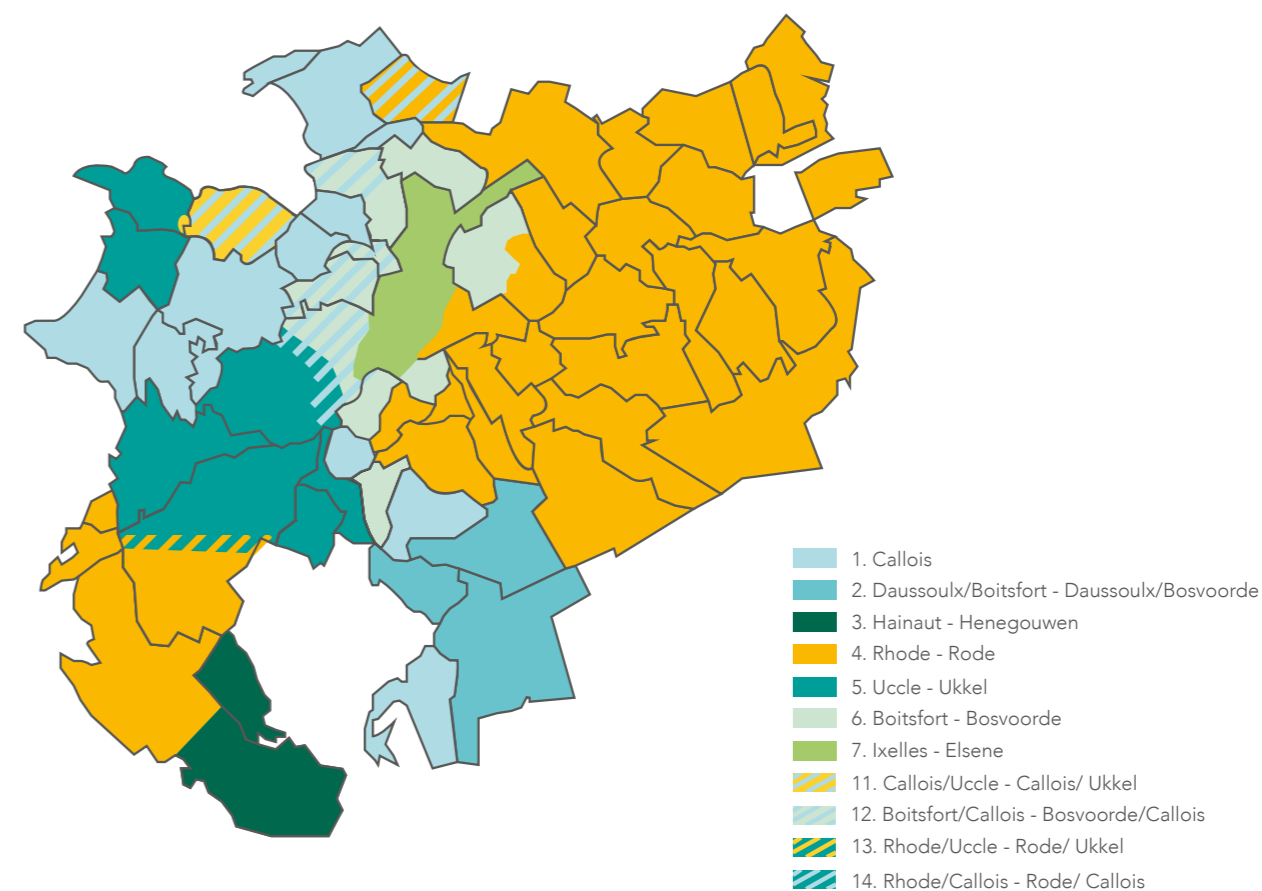 1. Callois
2. Daussoulx/Boitsfort - Daussoulx/Bosvoorde
3. Hainaut - Henegouwen
4. Rhode - Rode
5. Uccle - Ukkel
6. Boitsfort - Bosvoorde
7. Ixelles - Elsene
11. Callois/Uccle - Callois/ Ukkel
12. Boitsfort/Callois - Bosvoorde/Callois
13. Rhode/Uccle - Rode/ Ukkel
14. Rhode/Callois - Rode/ Callois